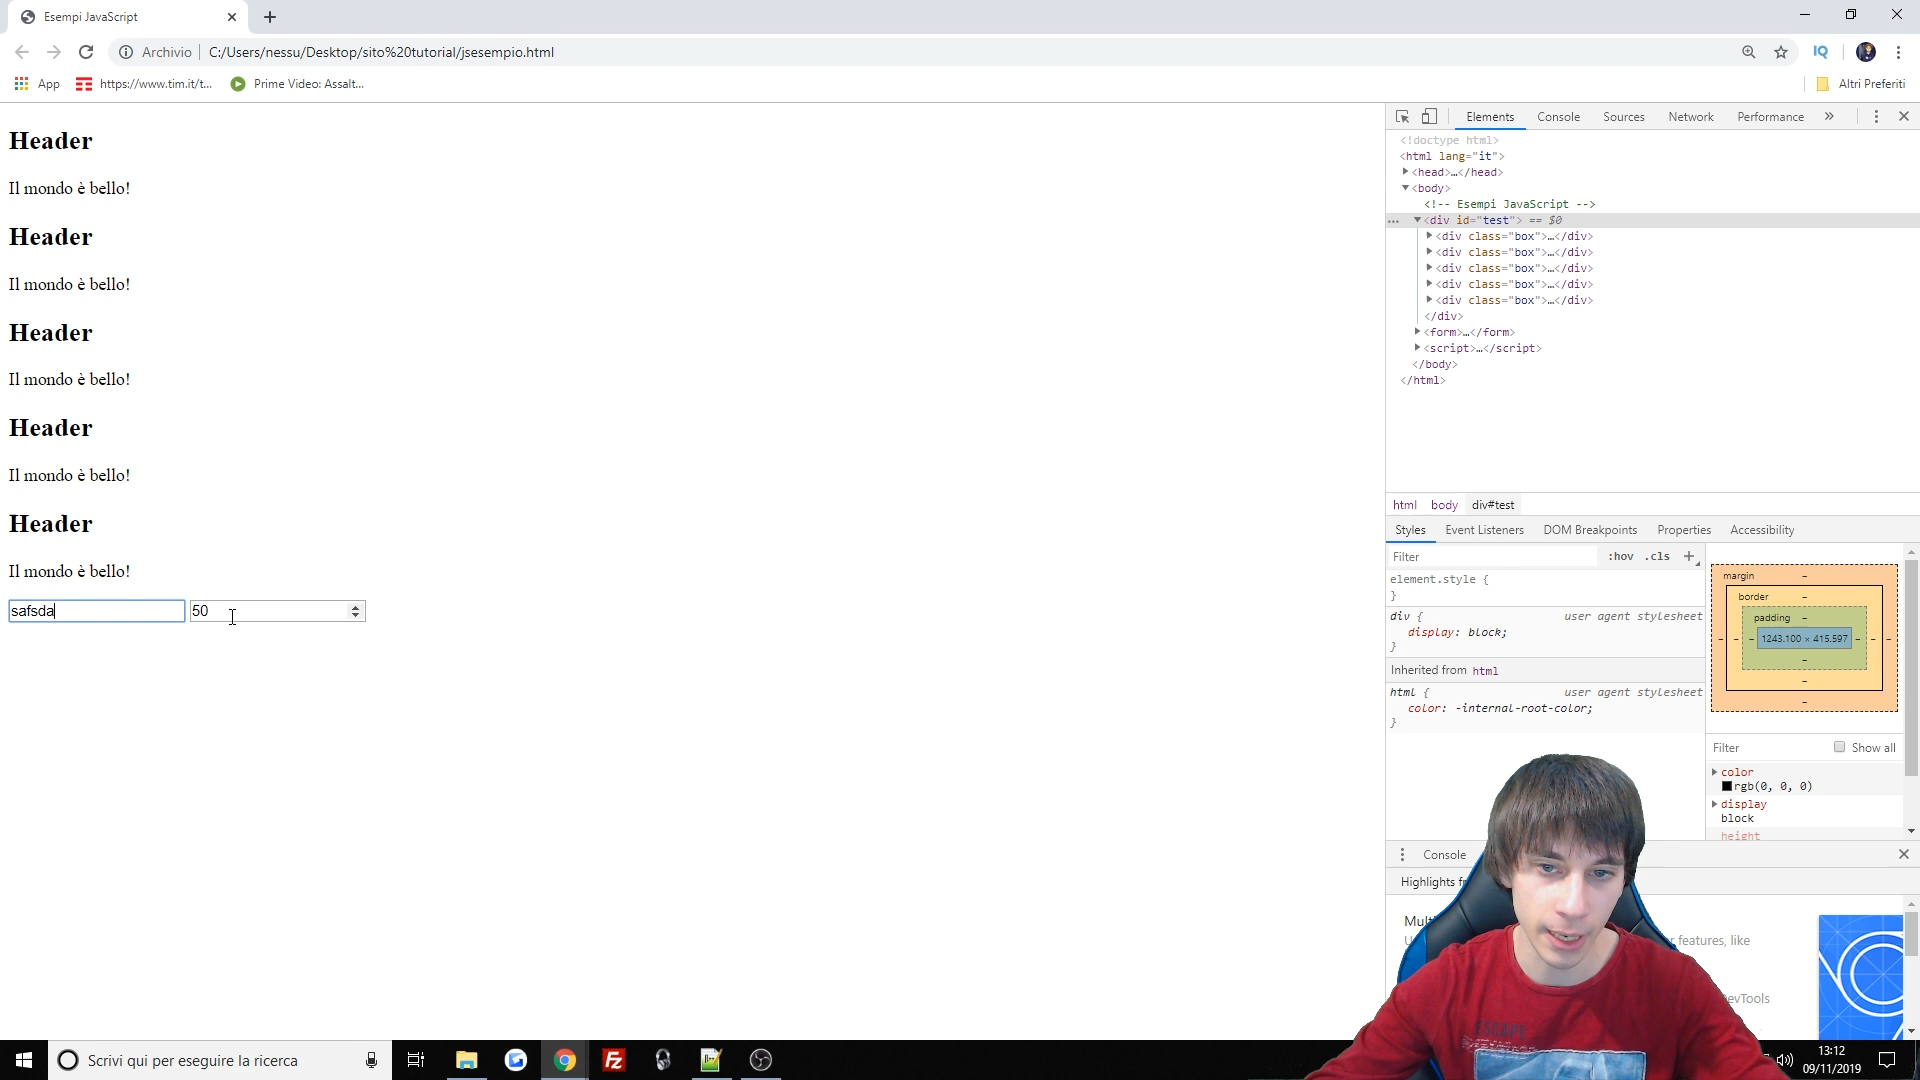 Esempi JavaScript
Archivio C:/Users/nessu/Desktop/sito%20tutorial/jsesempio.html
App https://www.tim.it/t... Prime Video: Assalt... Altri Preferiti
Header
Il mondo è bello!
Header
Il mondo è bello!
Header
Il mondo è bello!
Header
Il mondo è bello!
Header
Il mondo è bello!
safsda 50
Elements Console Sources Network Performance »
<!doctype html>
<html lang="it">
<head>…</head>
<body>
<!-- Esempi JavaScript -->
… <div id="test"> == $0
<div class="box">…</div>
<div class="box">…</div>
<div class="box">…</div>
<div class="box">…</div>
<div class="box">…</div>
</div>
<form>…</form>
<script>…</script>
</body>
</html>
html body div#test
Styles Event Listeners DOM Breakpoints Properties Accessibility
Filter :hov .cls +
element.style {
}
div { user agent stylesheet
display: block;
}
Inherited from html
html { user agent stylesheet
color: -internal-root-color;
}
margin –
border –
padding –
– – – 1243.100 × 415.597 – – –
–
–
–
Filter Show all
color
rgb(0, 0, 0)
display
block
height
Console
Highlights
features, like
DevTools
ESCAPE
Scrivi qui per eseguire la ricerca
13:12
09/11/2019
IQ